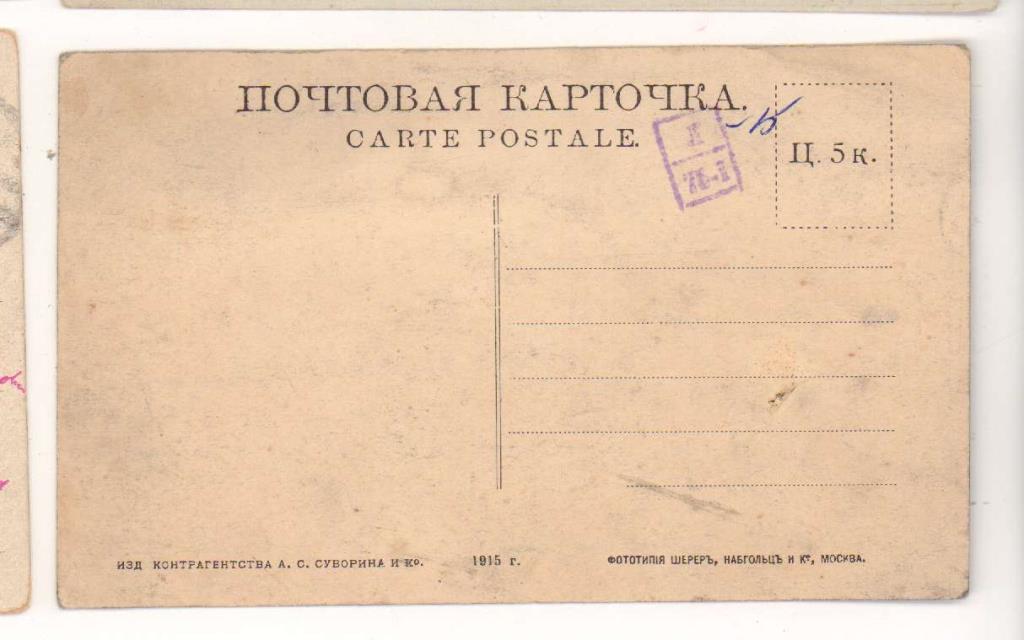 ПОЧТОВАЯ КАРТОЧКА.
CARTE POSTALE.
Ц. 5 к.
ИЗД КОНТРАГЕНТСТВА А. С. СУВОРИНА И Ко.
1915 г.
ФОТОТИПІЯ ШЕРЕРЪ, НАБГОЛЬЦЪ И Ко, МОСКВА.